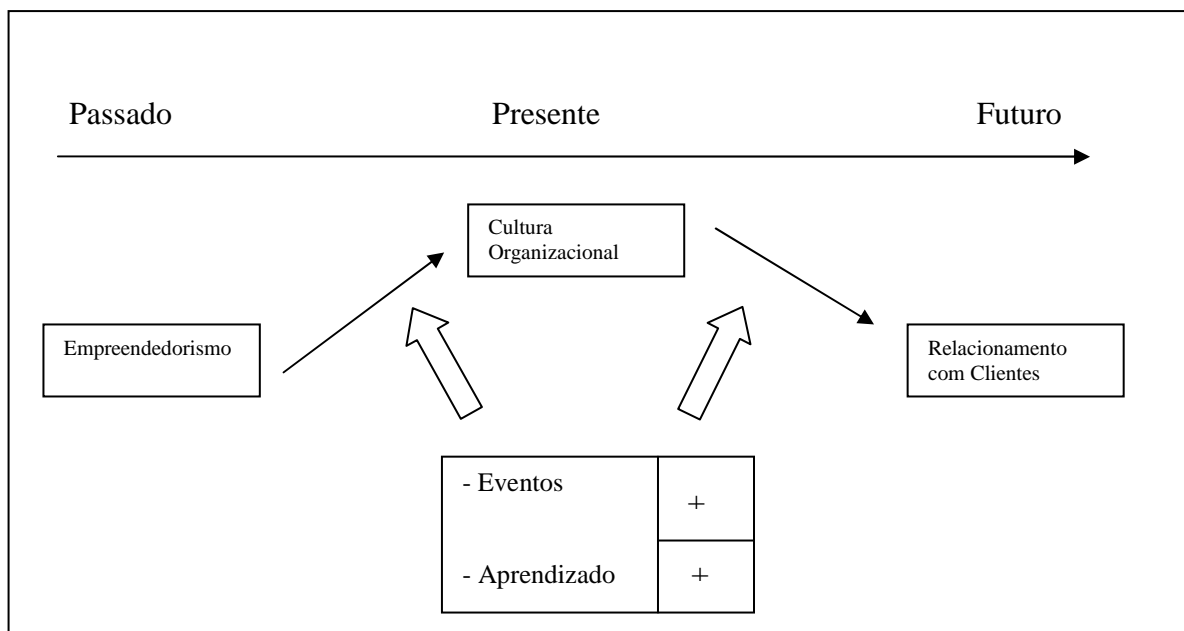 Passado Presente Futuro
Cultura
Organizacional
Empreendedorismo
Relacionamento
com Clientes
- Eventos
+
- Aprendizado
+